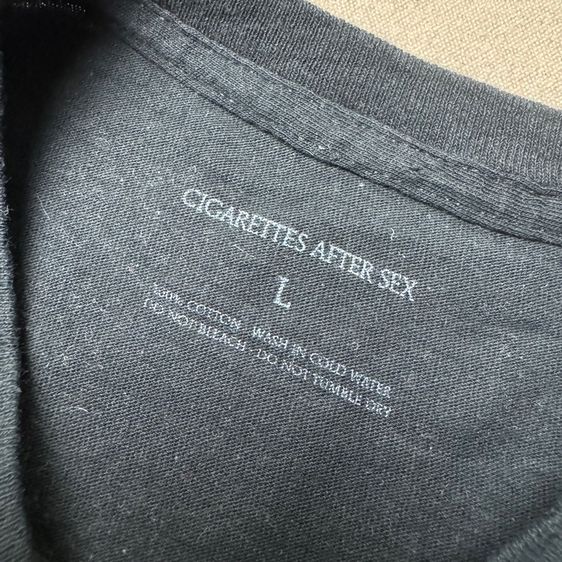 CIGARETTES AFTER SEX
L
100% COTTON WASH IN COLD WATER
DO NOT BLEACH DO NOT TUMBLE DRY